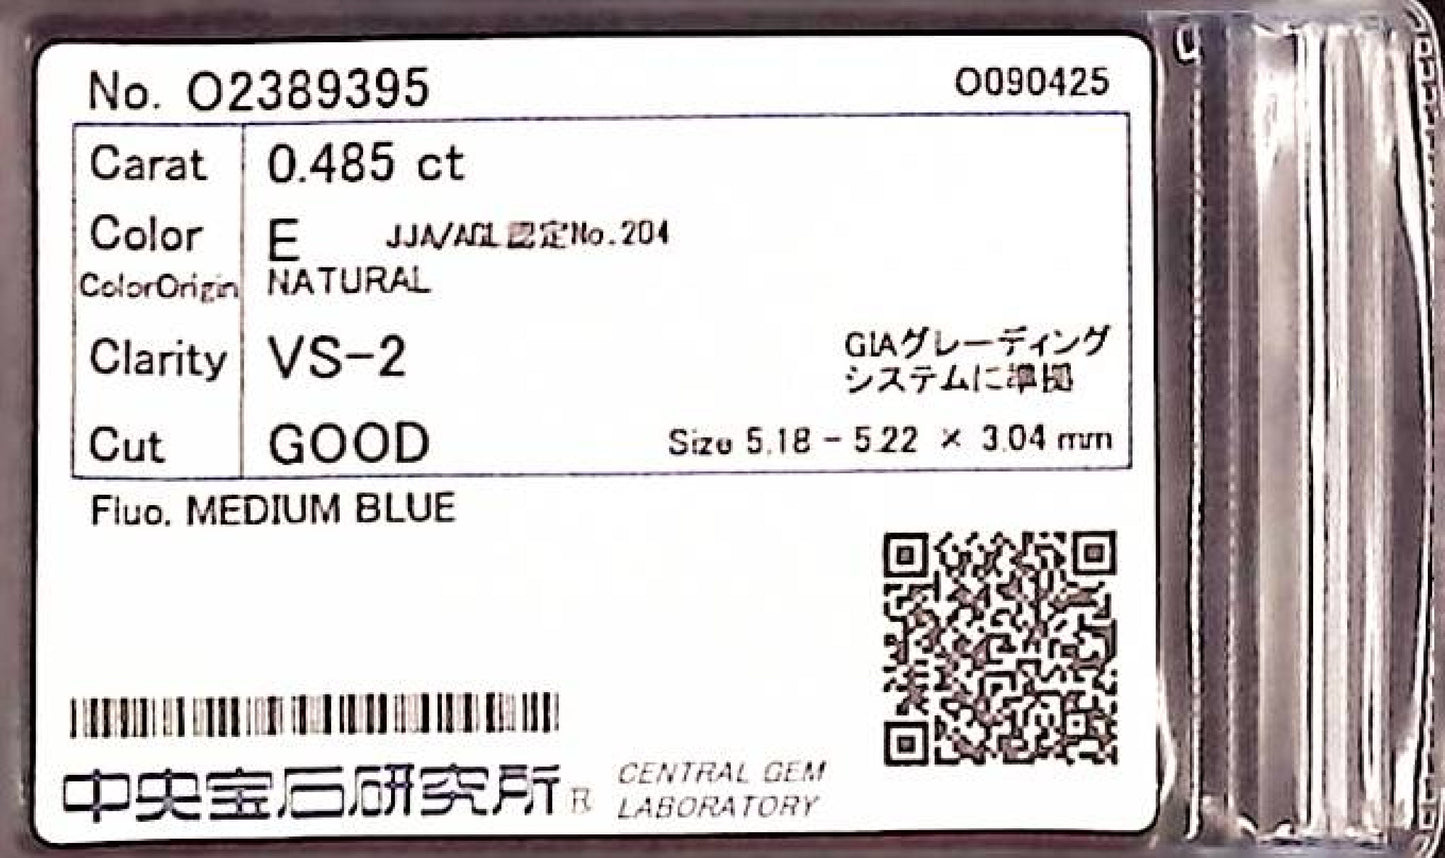 No. O2389395
O090425
Carat 0.485 ct
Color E JJA/AGL認定No.204
ColorOrigin NATURAL
Clarity VS-2
GIAグレーディング
システムに準拠
Cut GOOD Size 5.18 - 5.22 × 3.04 mm
Fluo. MEDIUM BLUE
中央宝石研究所® CENTRAL GEM
LABORATORY